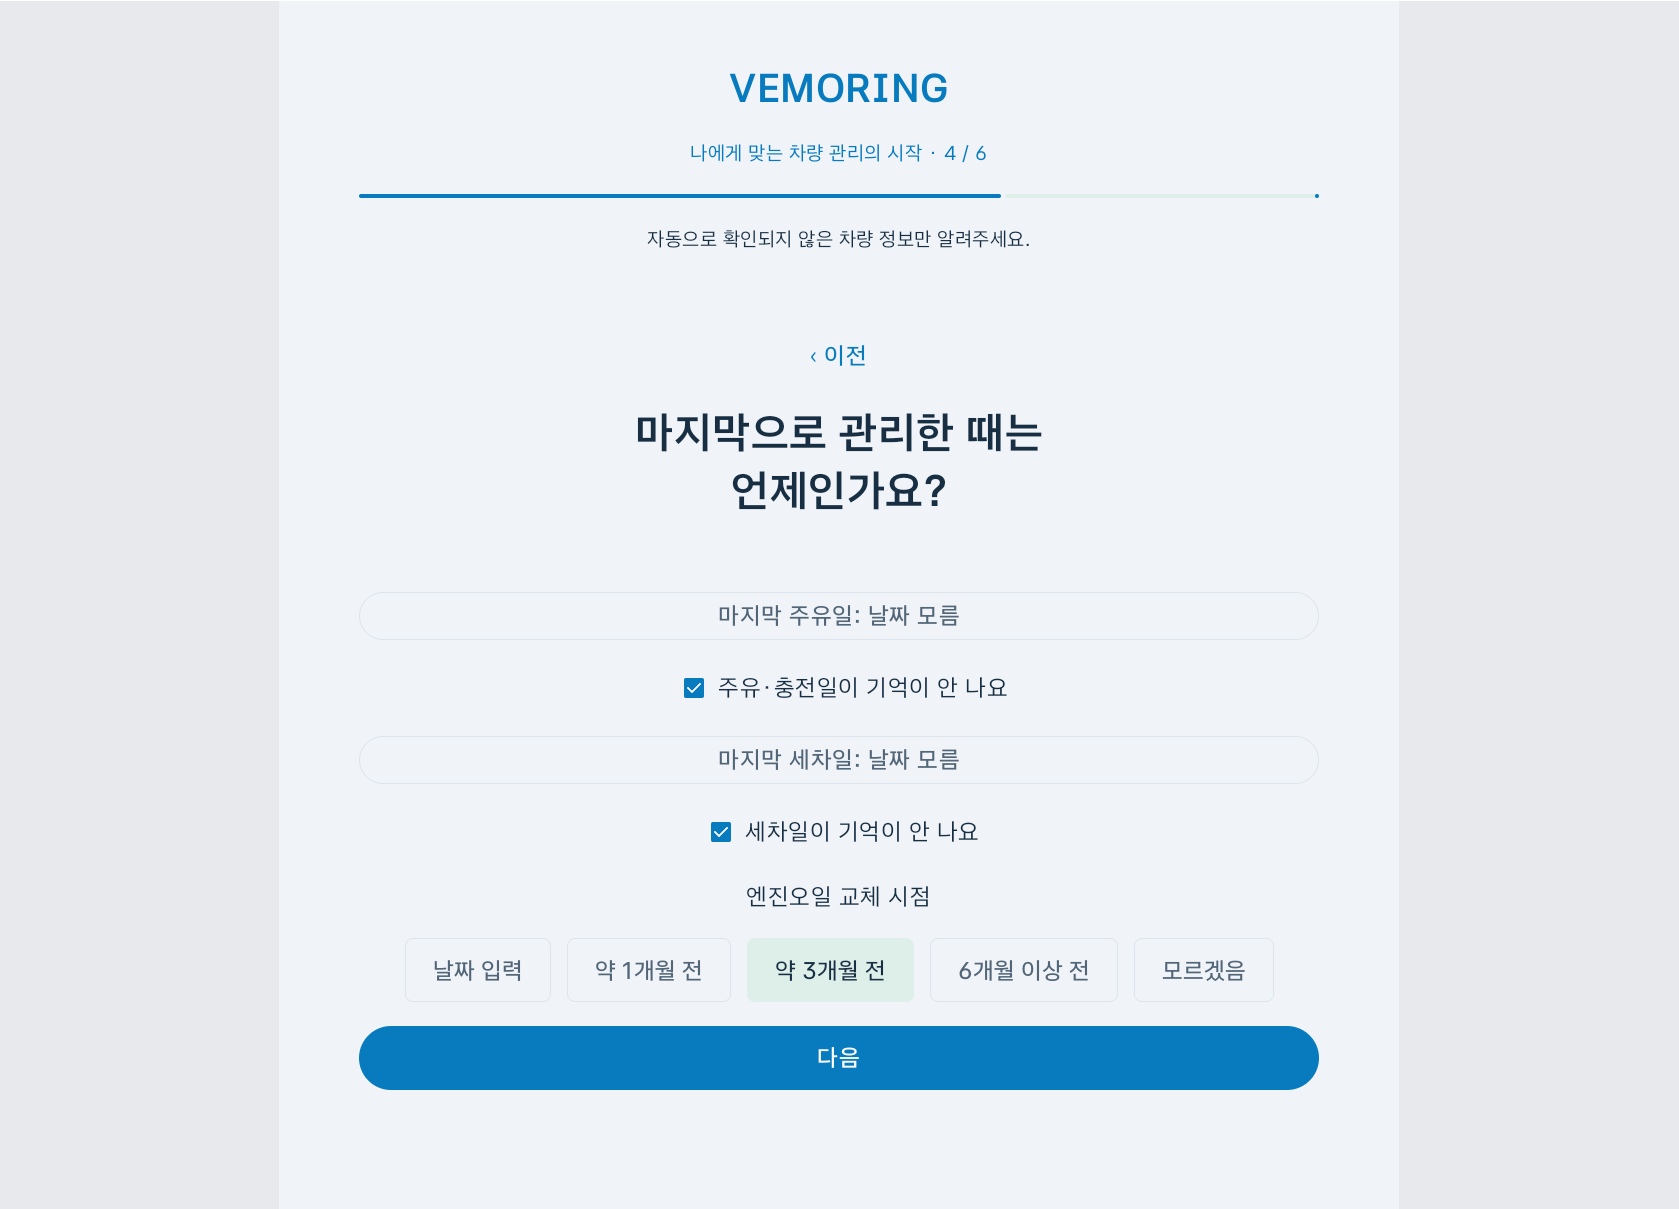 VEMORING
나에게 맞는 차량 관리의 시작 · 4 / 6
자동으로 확인되지 않은 차량 정보만 알려주세요.
‹ 이전
마지막으로 관리한 때는
언제인가요?
마지막 주유일: 날짜 모름
주유·충전일이 기억이 안 나요
마지막 세차일: 날짜 모름
세차일이 기억이 안 나요
엔진오일 교체 시점
날짜 입력 약 1개월 전 약 3개월 전 6개월 이상 전 모르겠음
다음